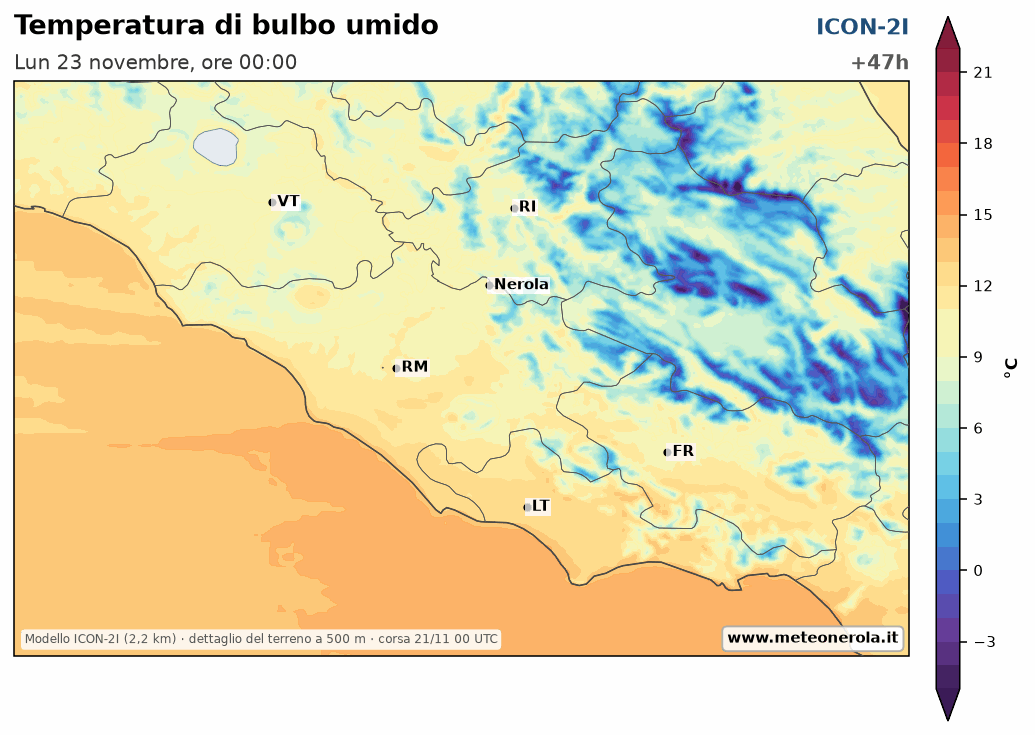 Temperatura di bulbo umido
ICON-2I
Lun 23 novembre, ore 00:00
+47h
VT
RI
Nerola
RM
FR
LT
Modello ICON-2I (2,2 km) · dettaglio del terreno a 500 m · corsa 21/11 00 UTC
www.meteonerola.it
21
18
15
12
9
6
3
0
−3
°C